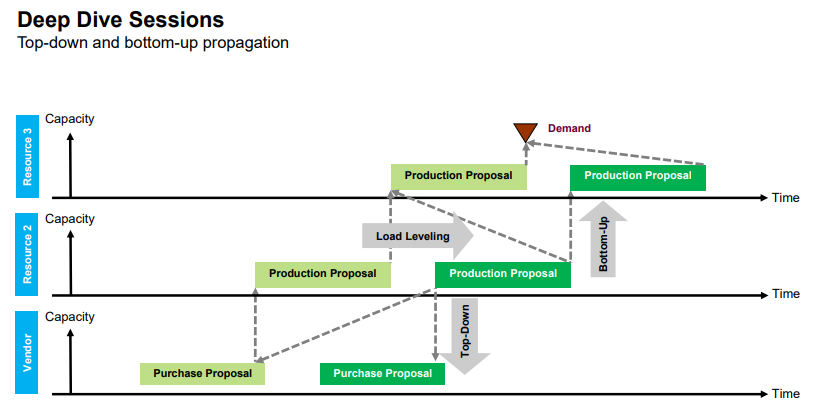 Deep Dive Sessions
Top-down and bottom-up propagation
Capacity
Resource 3
Demand
Production Proposal
Production Proposal
Time
Capacity
Resource 2
Load Leveling
Bottom-Up
Production Proposal
Production Proposal
Time
Capacity
Vendor
Top-Down
Purchase Proposal
Purchase Proposal
Time